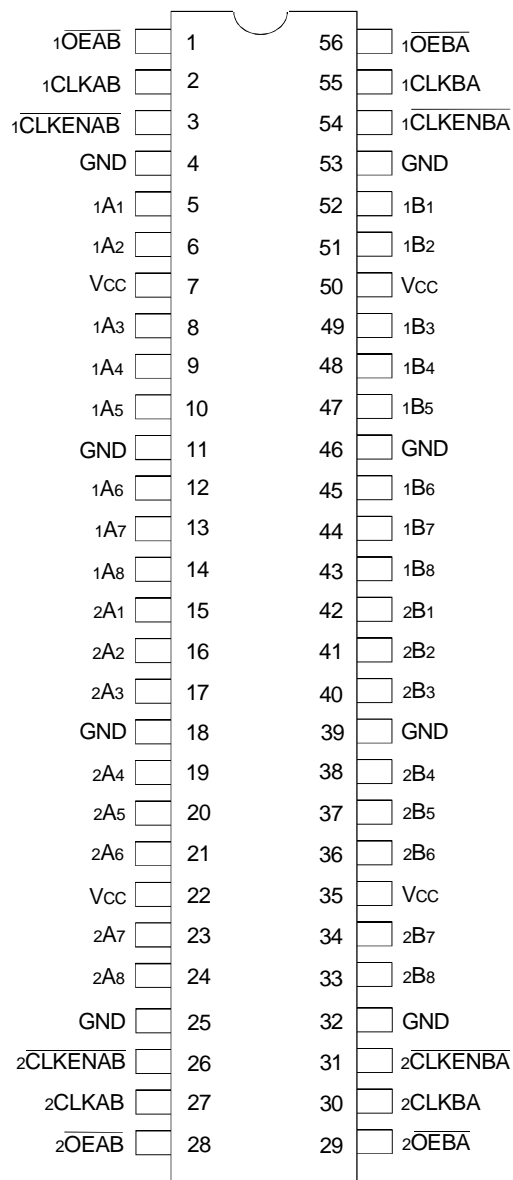 1OEAB 1 56 1OEBA
1CLKAB 2 55 1CLKBA
1CLKENAB 3 54 1CLKENBA
GND 4 53 GND
1A1 5 52 1B1
1A2 6 51 1B2
VCC 7 50 VCC
1A3 8 49 1B3
1A4 9 48 1B4
1A5 10 47 1B5
GND 11 46 GND
1A6 12 45 1B6
1A7 13 44 1B7
1A8 14 43 1B8
2A1 15 42 2B1
2A2 16 41 2B2
2A3 17 40 2B3
GND 18 39 GND
2A4 19 38 2B4
2A5 20 37 2B5
2A6 21 36 2B6
VCC 22 35 VCC
2A7 23 34 2B7
2A8 24 33 2B8
GND 25 32 GND
2CLKENAB 26 31 2CLKENBA
2CLKAB 27 30 2CLKBA
2OEAB 28 29 2OEBA